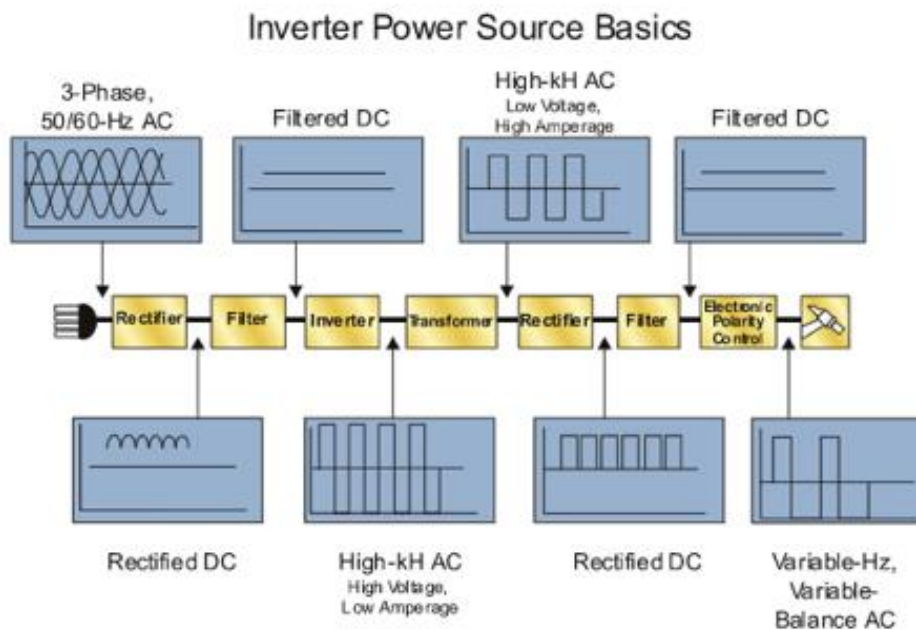 Inverter Power Source Basics
3-Phase,
50/60-Hz AC
Filtered DC
High-kH AC
Low Voltage,
High Amperage
Filtered DC
Rectifier
Filter
Inverter
Transformer
Rectifier
Filter
Electronic
Polarity
Control
Rectified DC
High-kH AC
High Voltage,
Low Amperage
Rectified DC
Variable-Hz,
Variable-
Balance AC